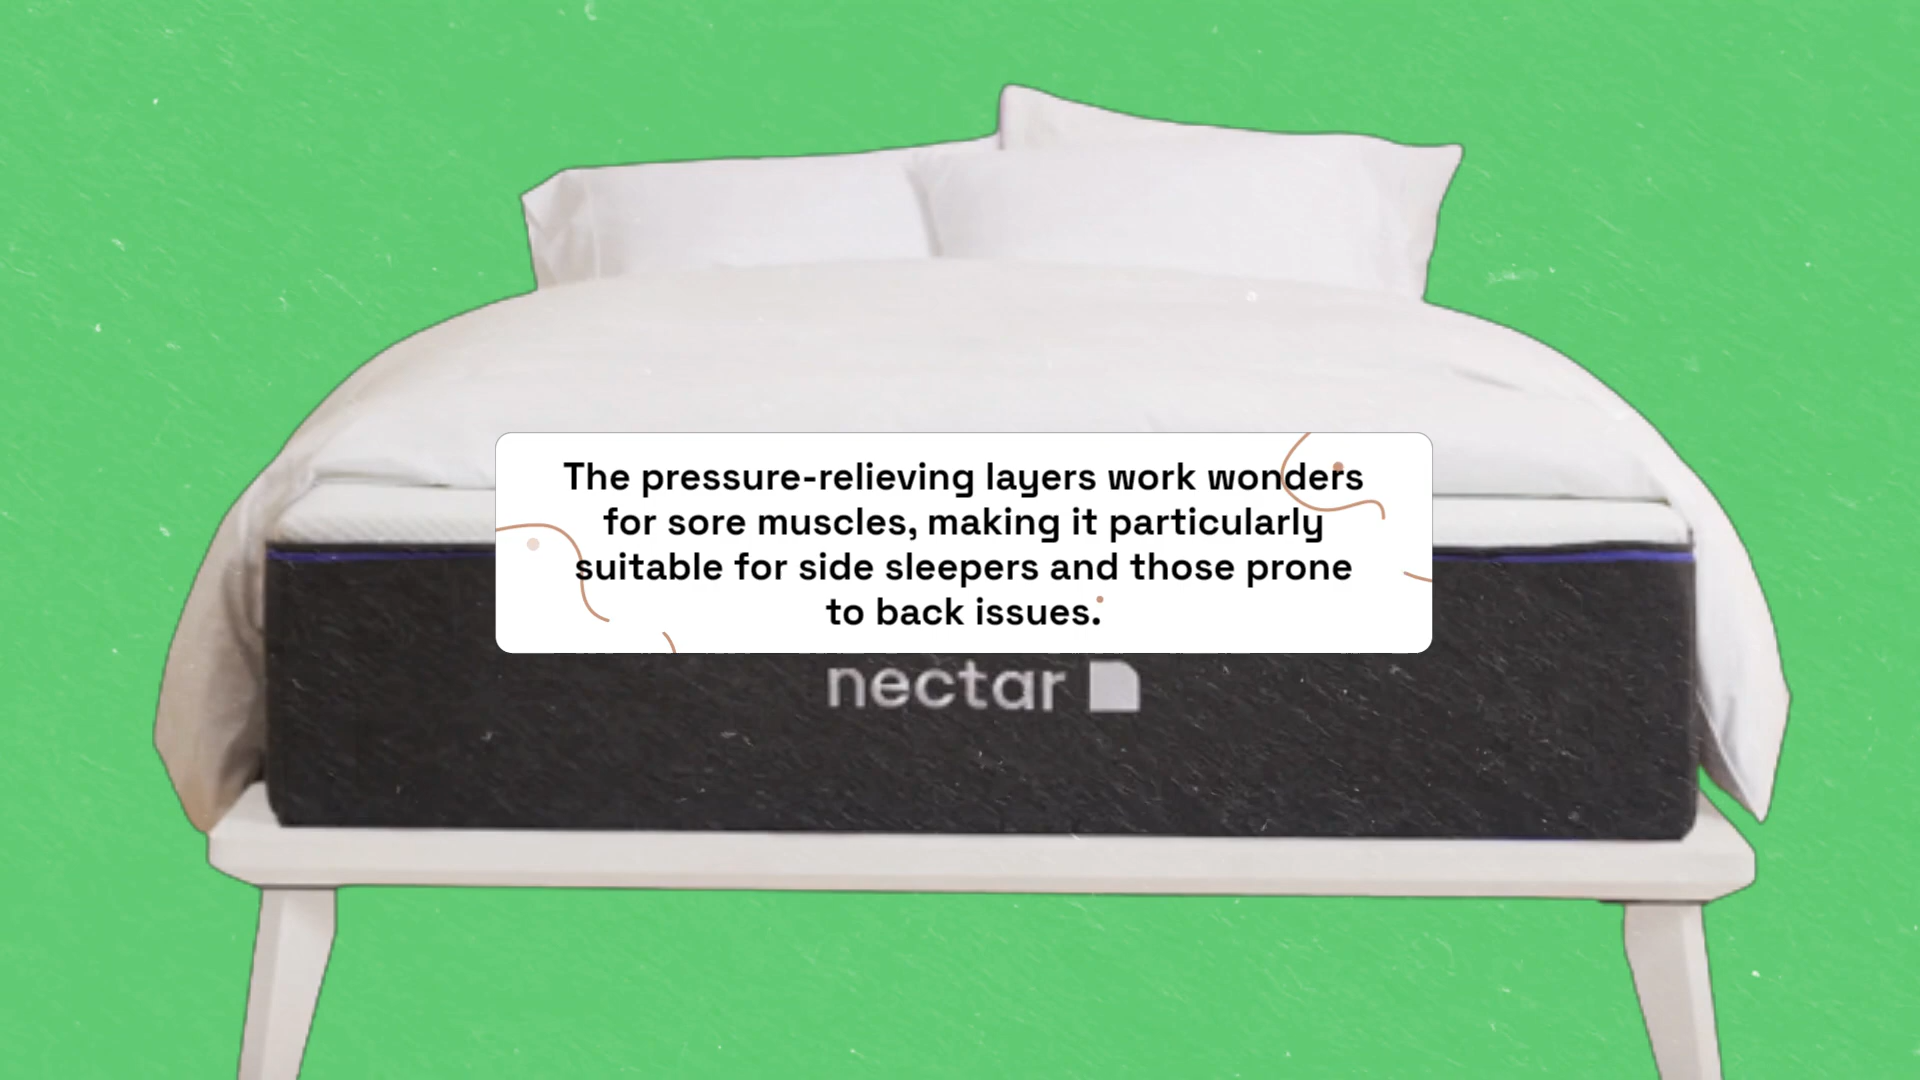 The pressure-relieving layers work wonders
for sore muscles, making it particularly
suitable for side sleepers and those prone
to back issues.
nectar